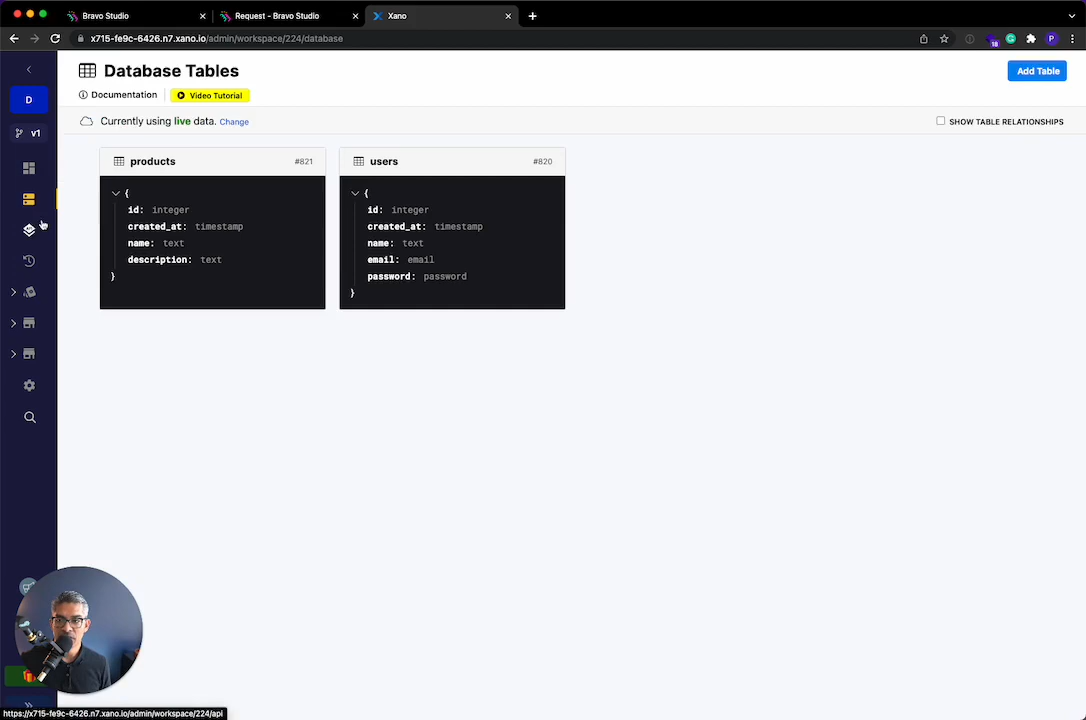 Bravo Studio
Request - Bravo Studio
Xano
x715-fe9c-6426.n7.xano.io/admin/workspace/224/database
18
P
Database Tables
Add Table
Documentation
Video Tutorial
Currently using live data. Change
SHOW TABLE RELATIONSHIPS
D
v1
products #821
{
id: integer
created_at: timestamp
name: text
description: text
}
users #820
{
id: integer
created_at: timestamp
name: text
email: email
password: password
}
https://x715-fe9c-6426.n7.xano.io/admin/workspace/224/api